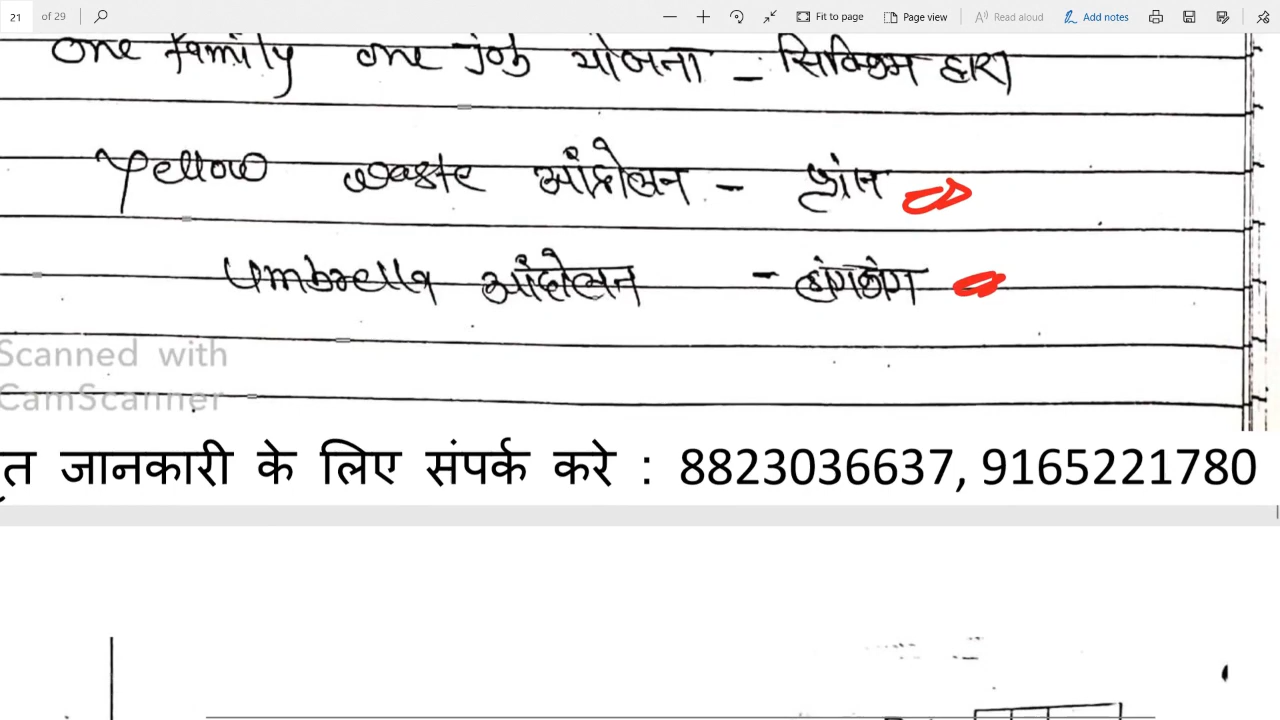 21 of 29 Fit to page Page view Read aloud Add notes
One family one job योजना - सिक्किम द्वारा
Yellow waste आंदोलन - फ्रांस
Umbrella आंदोलन - हांगकांग
Scanned with
CamScanner
त जानकारी के लिए संपर्क करे : 8823036637, 9165221780